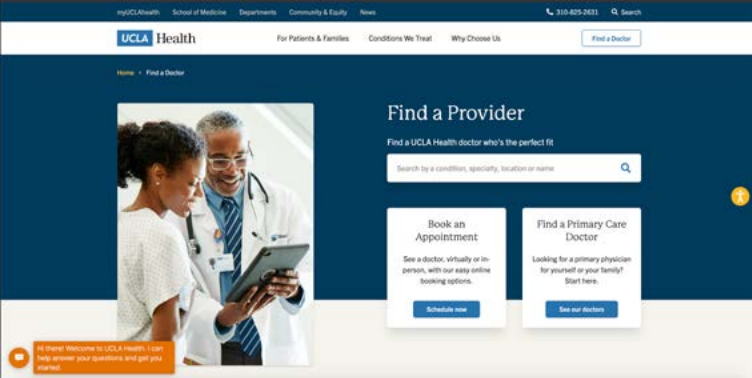 myUCLAhealth School of Medicine Departments Community & Equity News 310-825-2631 Search
UCLA Health For Patients & Families Conditions We Treat Why Choose Us Find a Doctor
Home › Find a Doctor
Find a Provider
Find a UCLA Health doctor who's the perfect fit
Search by a condition, specialty, location or name
Book an
Appointment
See a doctor, virtually or in-
person, with our easy online
booking options.
Schedule now
Find a Primary Care
Doctor
Looking for a primary physician
for yourself or your family?
Start here.
See our doctors
Hi there! Welcome to UCLA Health. I can
help answer your questions and get you
started.